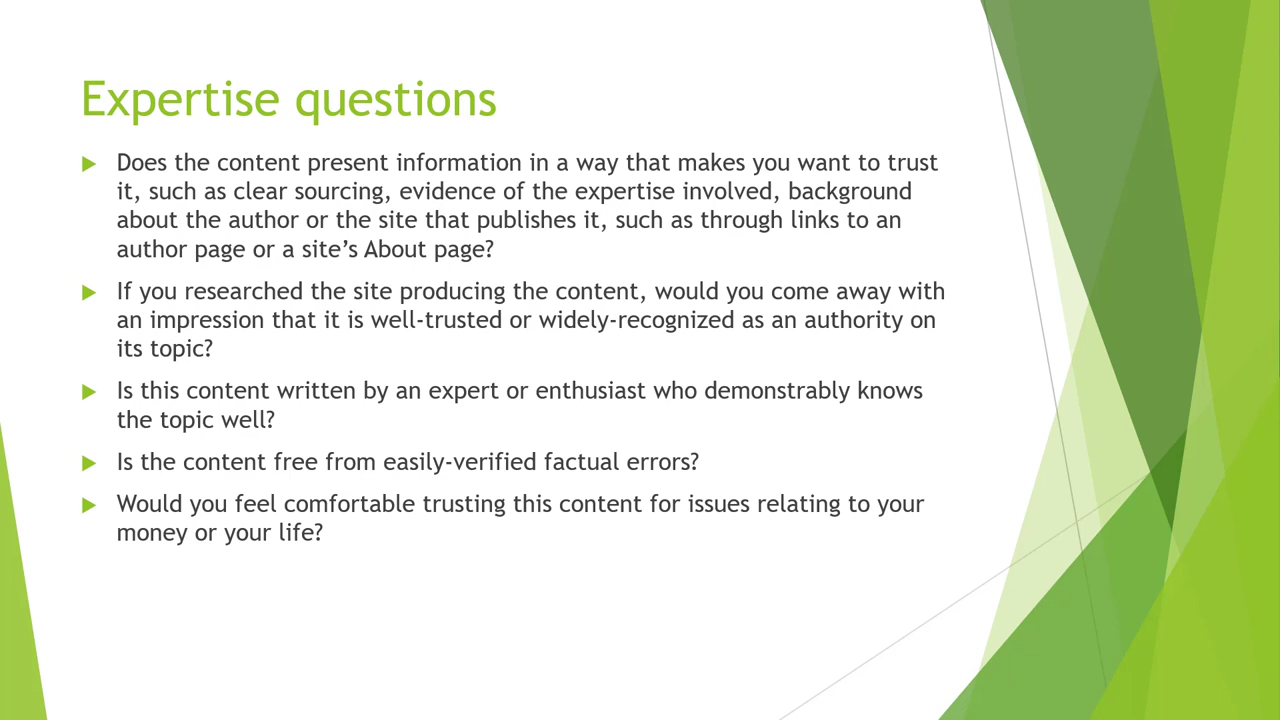 Expertise questions
Does the content present information in a way that makes you want to trust
it, such as clear sourcing, evidence of the expertise involved, background
about the author or the site that publishes it, such as through links to an
author page or a site’s About page?
If you researched the site producing the content, would you come away with
an impression that it is well-trusted or widely-recognized as an authority on
its topic?
Is this content written by an expert or enthusiast who demonstrably knows
the topic well?
Is the content free from easily-verified factual errors?
Would you feel comfortable trusting this content for issues relating to your
money or your life?